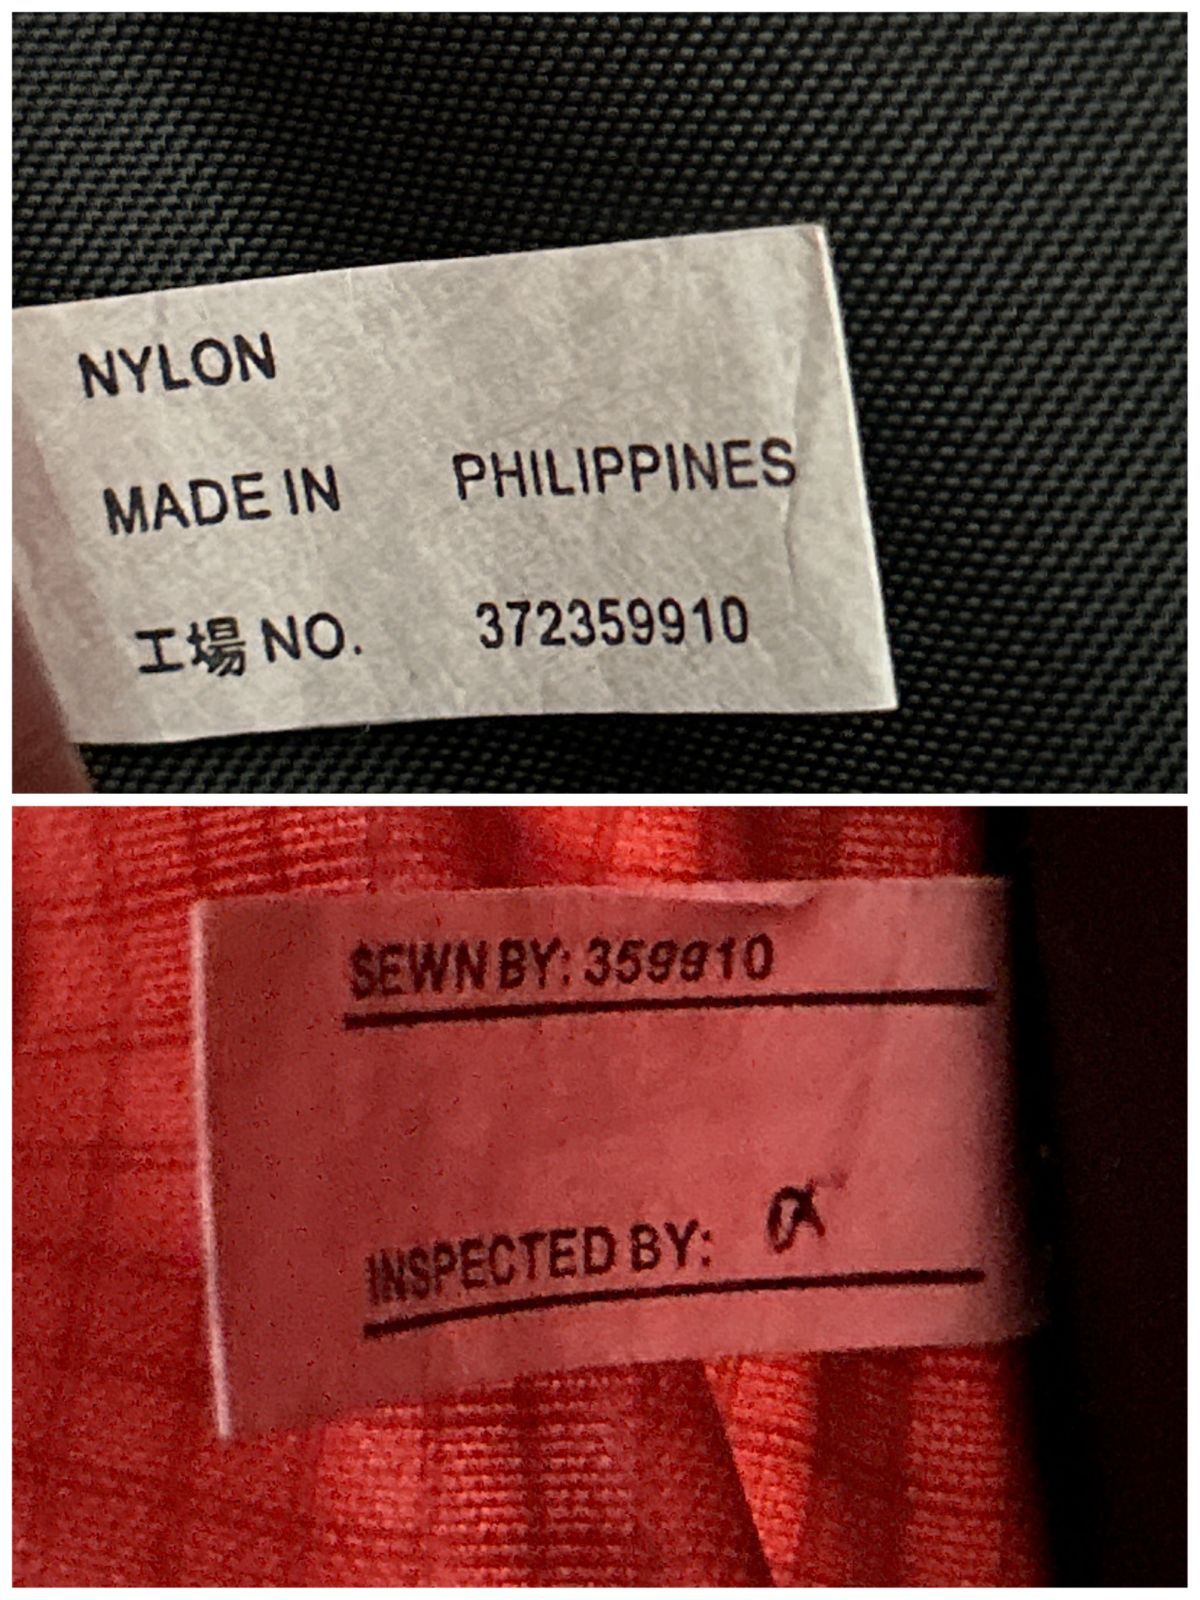 NYLON
MADE IN PHILIPPINES
工場 NO. 372359910
SEWN BY: 359910
INSPECTED BY: